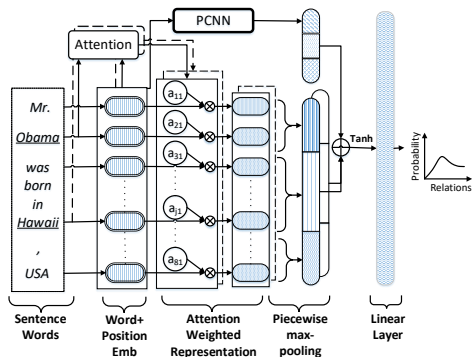 PCNN
Attention
Mr.
Obama
was
born
in
Hawaii
,
USA
a11
a21
a31
aj1
a81
Tanh
Probability
Relations
Sentence
Words
Word+
Position
Emb
Attention
Weighted
Representation
Piecewise
max-
pooling
Linear
Layer